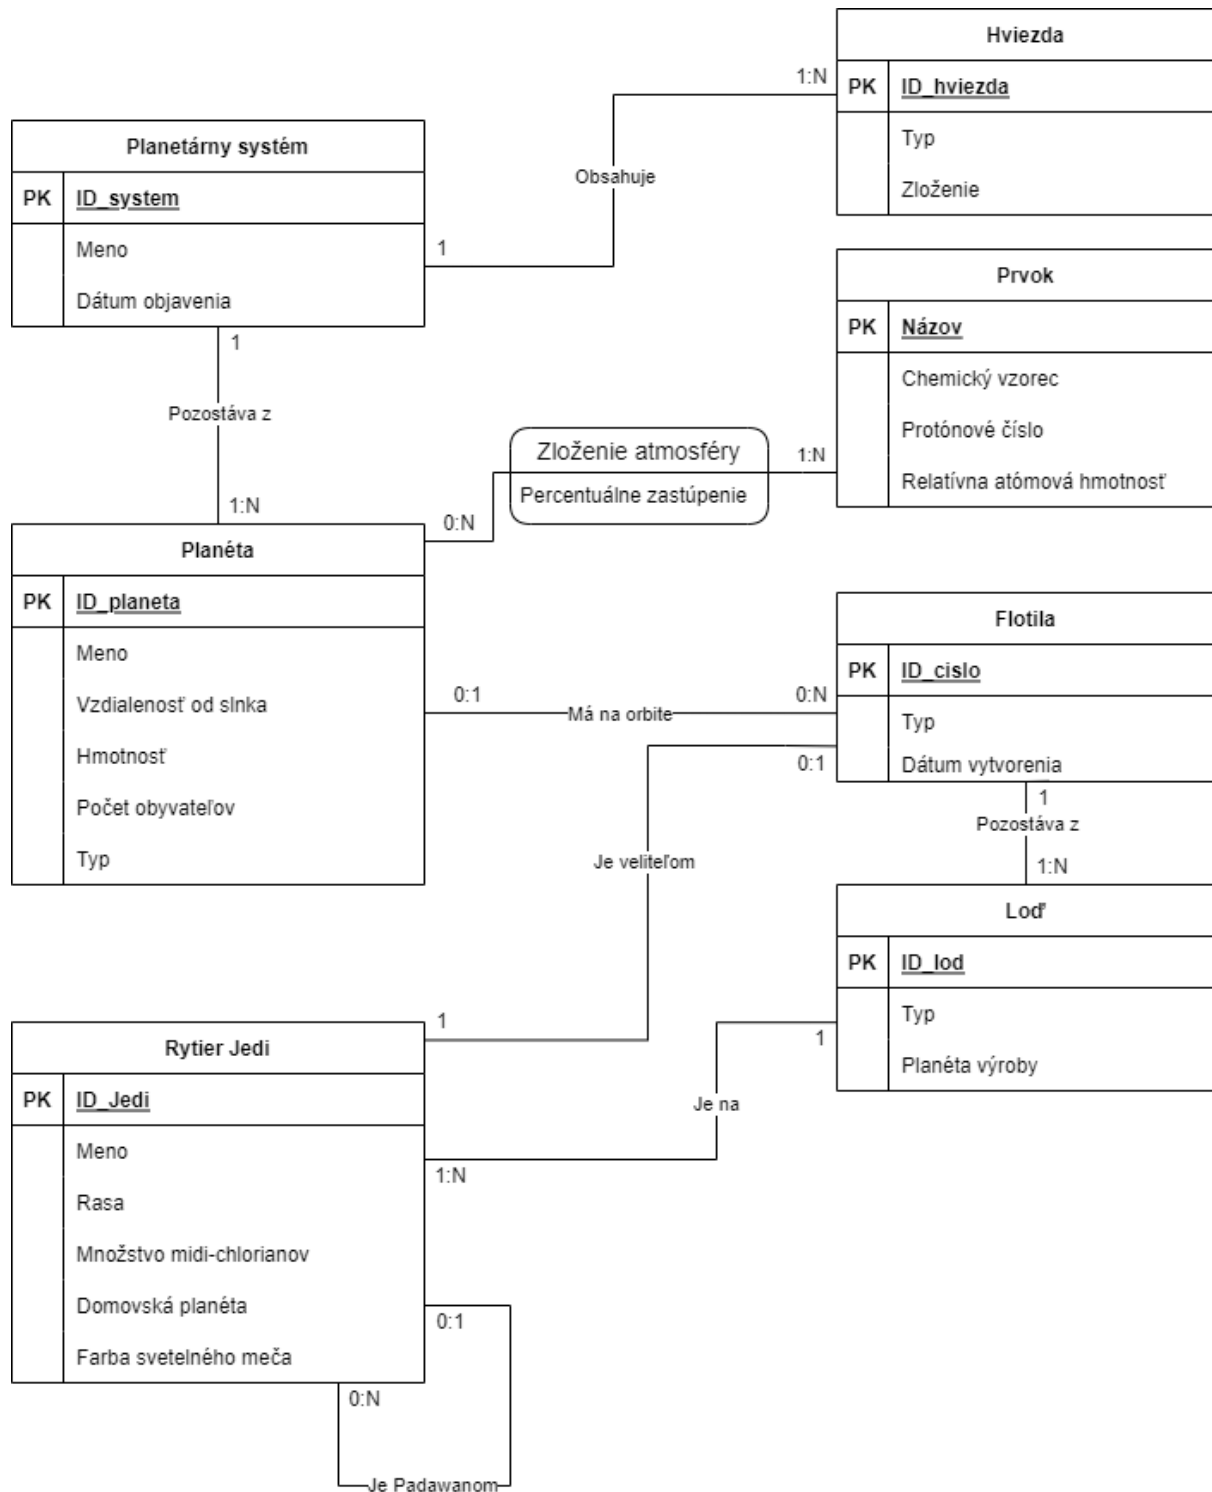 Hviezda
PK ID_hviezda
Typ
Zloženie
1:N
Obsahuje
1
Planetárny systém
PK ID_system
Meno
Dátum objavenia
1
Pozostáva z
1:N
Prvok
PK Názov
Chemický vzorec
Protónové číslo
Relatívna atómová hmotnosť
Zloženie atmosféry
Percentuálne zastúpenie
1:N
0:N
Planéta
PK ID_planeta
Meno
Vzdialenosť od slnka
Hmotnosť
Počet obyvateľov
Typ
0:1
Má na orbite
0:N
Flotila
PK ID_cislo
Typ
Dátum vytvorenia
0:1
Je veliteľom
1
1
Pozostáva z
1:N
Loď
PK ID_lod
Typ
Planéta výroby
1
Je na
1:N
Rytier Jedi
PK ID_Jedi
Meno
Rasa
Množstvo midi-chlorianov
Domovská planéta
Farba svetelného meča
0:1
0:N
Je Padawanom